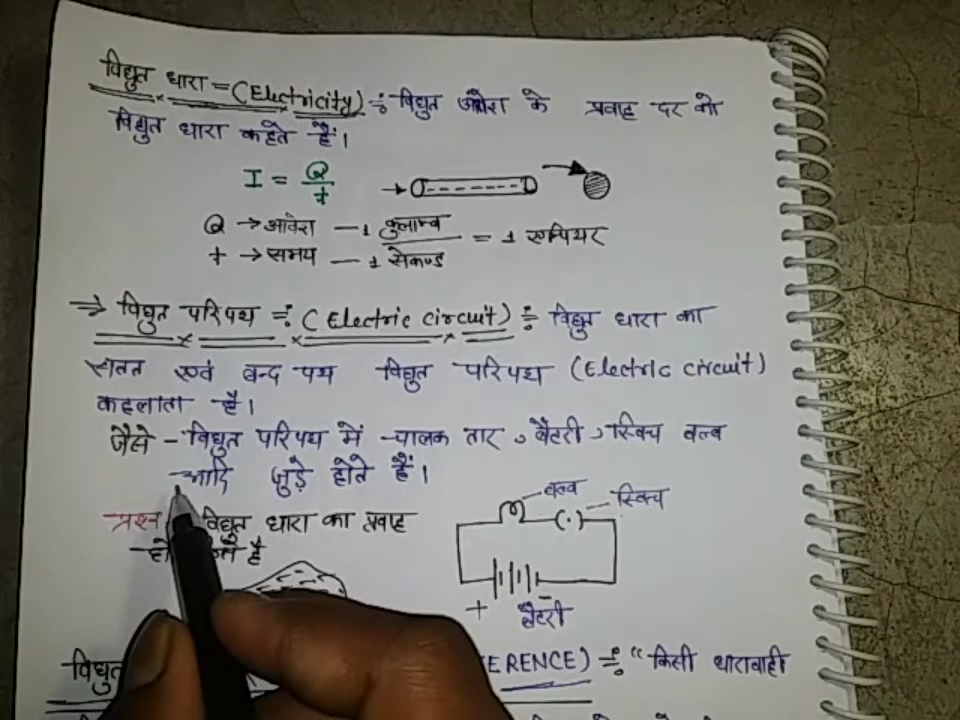 विद्युत धारा = (Electricity) ÷ विद्युत आवेश के प्रवाह दर को
विद्युत धारा कहते हैं।
I = Q/t
Q → आवेश — 1 कुलाम्ब
t → समय — 1 सेकण्ड = 1 एम्पियर
⇒ विद्युत परिपथ ÷ (Electric circuit) ÷ विद्युत धारा का
सतत एवं बन्द पथ विद्युत परिपथ (Electric circuit)
कहलाता है।
जैसे - विद्युत परिपथ में चालक तार, बैटरी, स्विच बल्ब
आदि जुड़े होते हैं।
बल्ब स्विच
प्रश्न विद्युत धारा का प्रवाह
है
+ बैटरी -
विद्युत ERENCE) ÷ "किसी धारावाही